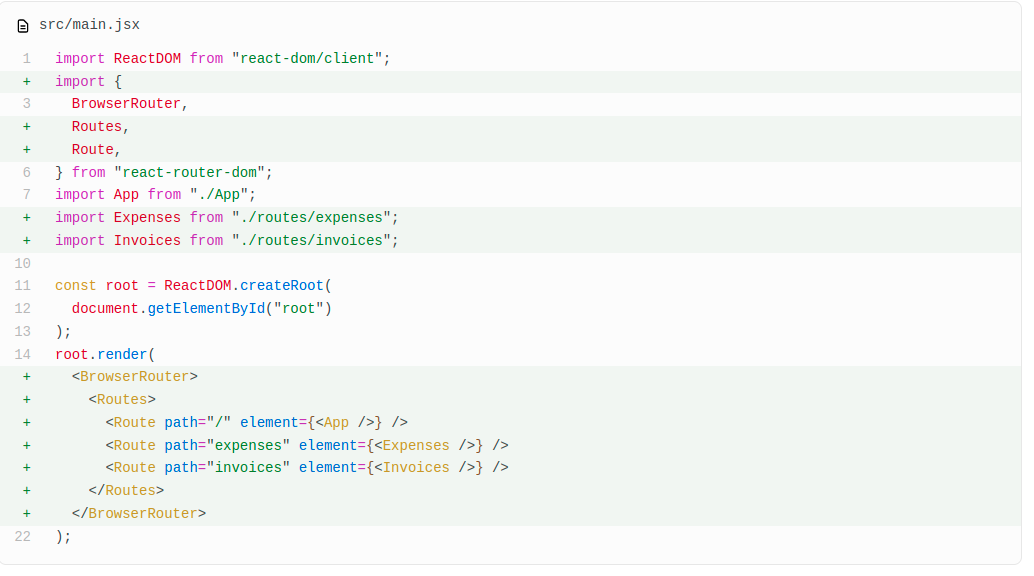 src/main.jsx
1 import ReactDOM from "react-dom/client";
+ import {
3   BrowserRouter,
+   Routes,
+   Route,
6 } from "react-router-dom";
7 import App from "./App";
+ import Expenses from "./routes/expenses";
+ import Invoices from "./routes/invoices";
10
11 const root = ReactDOM.createRoot(
12   document.getElementById("root")
13 );
14 root.render(
+   <BrowserRouter>
+     <Routes>
+       <Route path="/" element={<App />} />
+       <Route path="expenses" element={<Expenses />} />
+       <Route path="invoices" element={<Invoices />} />
+     </Routes>
+   </BrowserRouter>
22 );